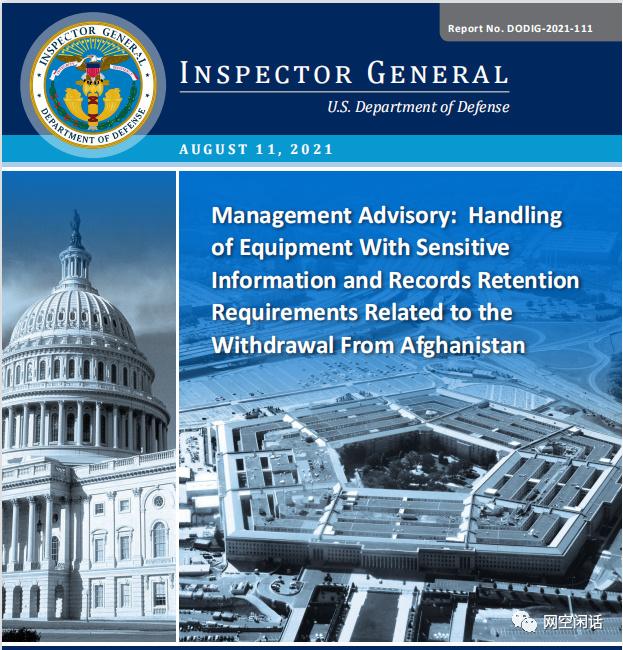 Report No. DODIG-2021-111
INSPECTOR GENERAL
DEPARTMENT OF DEFENSE
INSPECTOR GENERAL
U.S. Department of Defense
AUGUST 11, 2021
Management Advisory: Handling
of Equipment With Sensitive
Information and Records Retention
Requirements Related to the
Withdrawal From Afghanistan
网空闲话